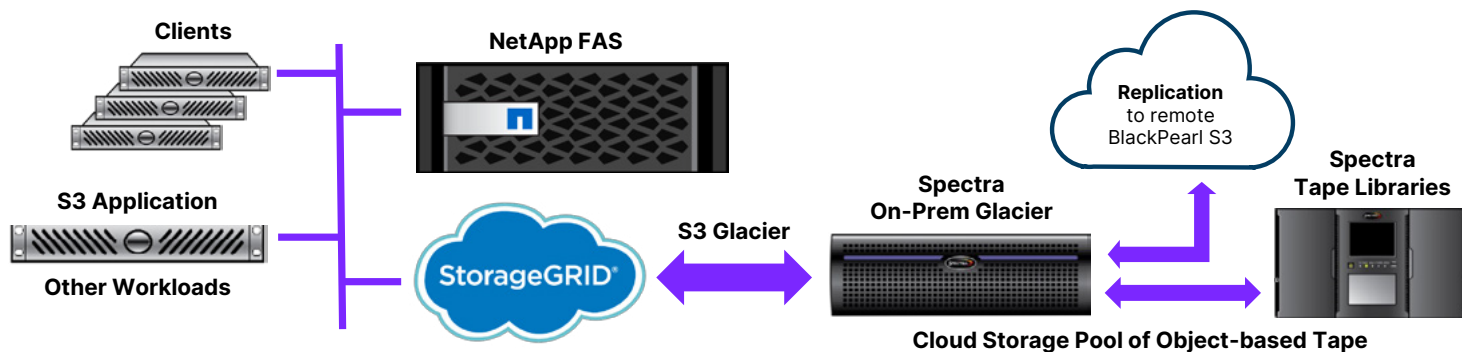 Clients
NetApp FAS
S3 Application
Other Workloads
StorageGRID®
S3 Glacier
Spectra
On-Prem Glacier
Replication
to remote
BlackPearl S3
Spectra
Tape Libraries
Cloud Storage Pool of Object-based Tape